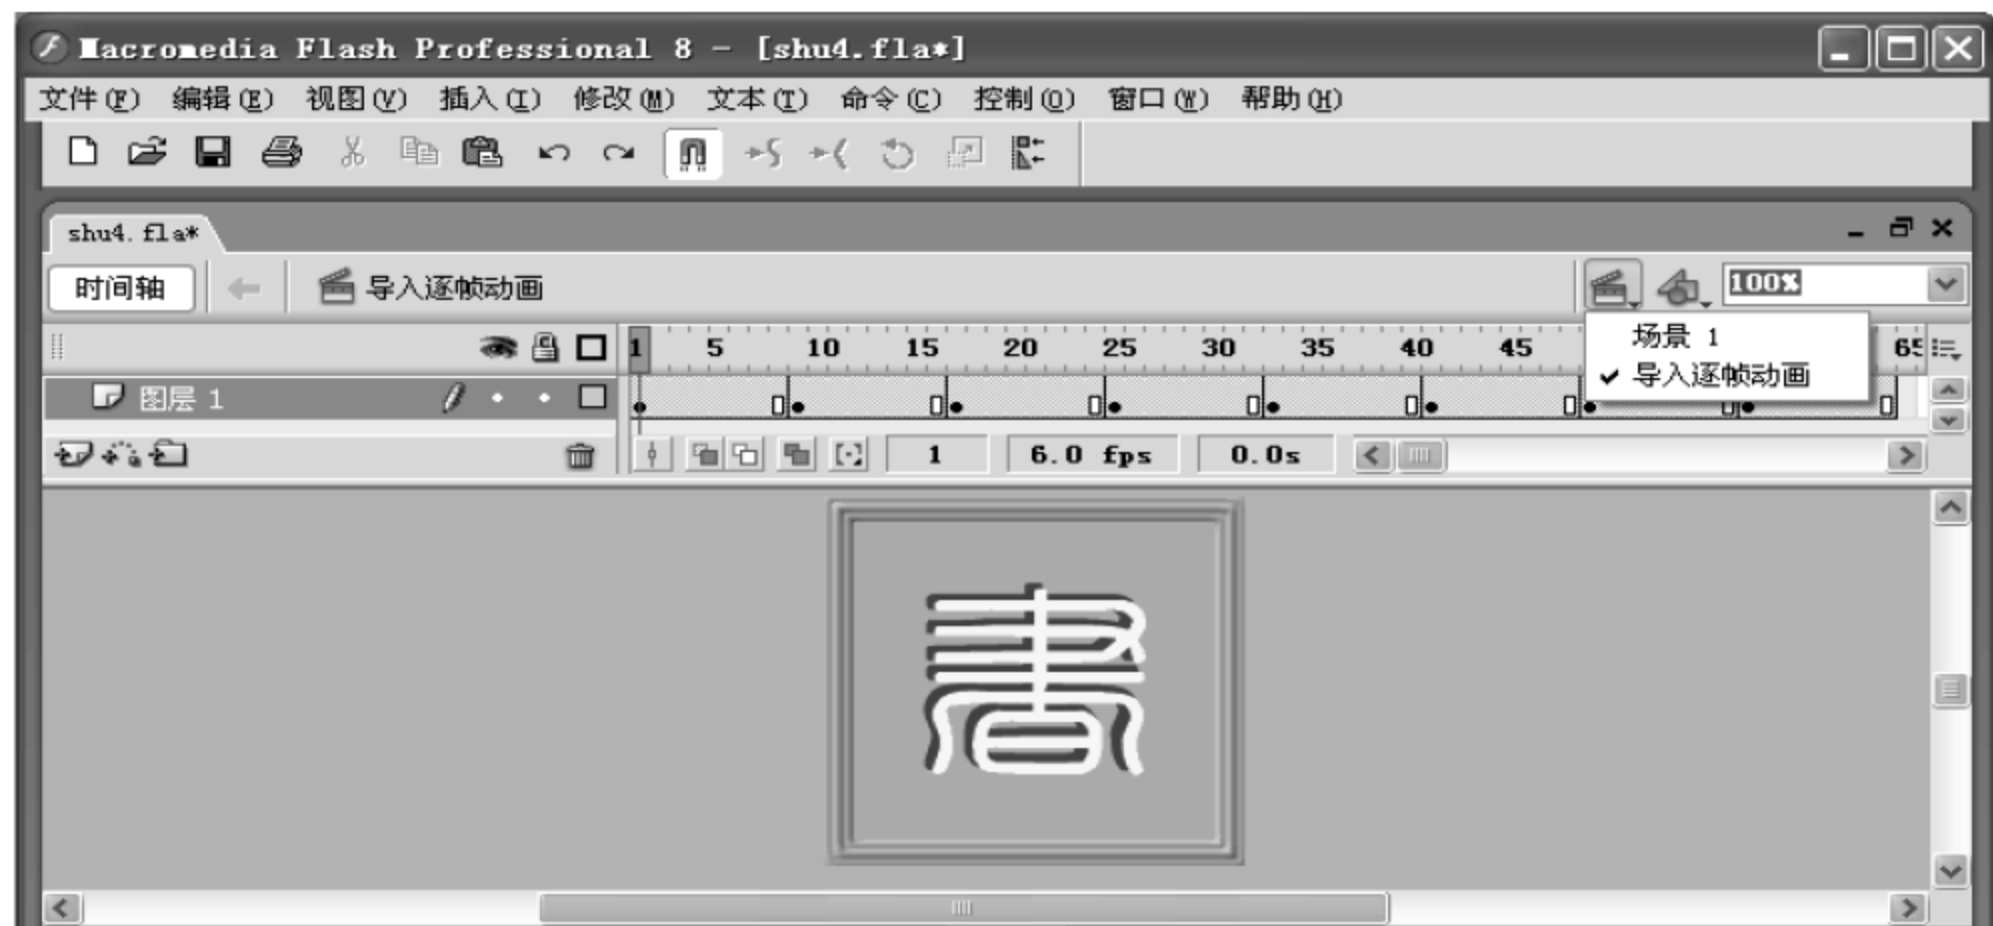 Macromedia Flash Professional 8 - [shu4.fla*]
文件(F) 编辑(E) 视图(V) 插入(I) 修改(M) 文本(T) 命令(C) 控制(O) 窗口(W) 帮助(H)
shu4.fla*
时间轴 导入逐帧动画 100%
场景 1
导入逐帧动画
1 5 10 15 20 25 30 35 40 45 65
图层 1
1 6.0 fps 0.0s
書